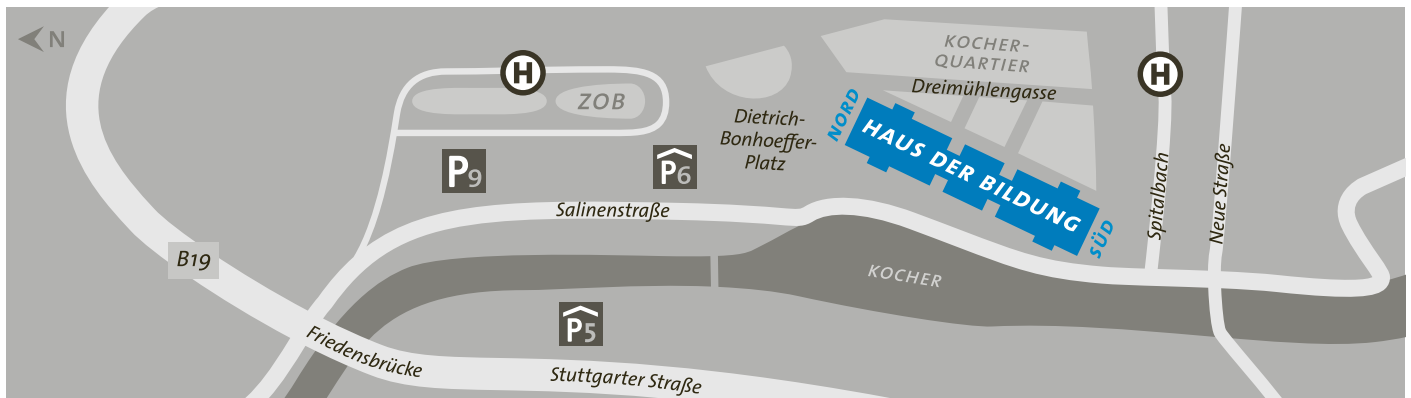 N
H
ZOB
KOCHER-
QUARTIER
H
Dreimühlengasse
NORD
Dietrich-
Bonhoeffer-
Platz
HAUS DER BILDUNG
SÜD
P9
P6
Spitalbach
Neue Straße
Salinenstraße
B19
KOCHER
P5
Friedensbrücke
Stuttgarter Straße